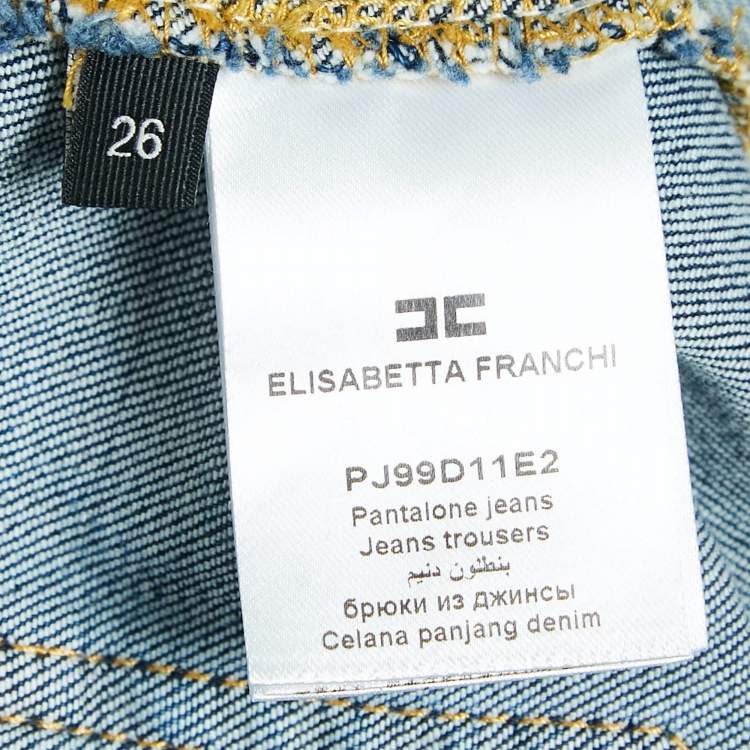 26
ELISABETTA FRANCHI
PJ99D11E2
Pantalone jeans
Jeans trousers
بنطلون دنيم
брюки из джинсы
Celana panjang denim